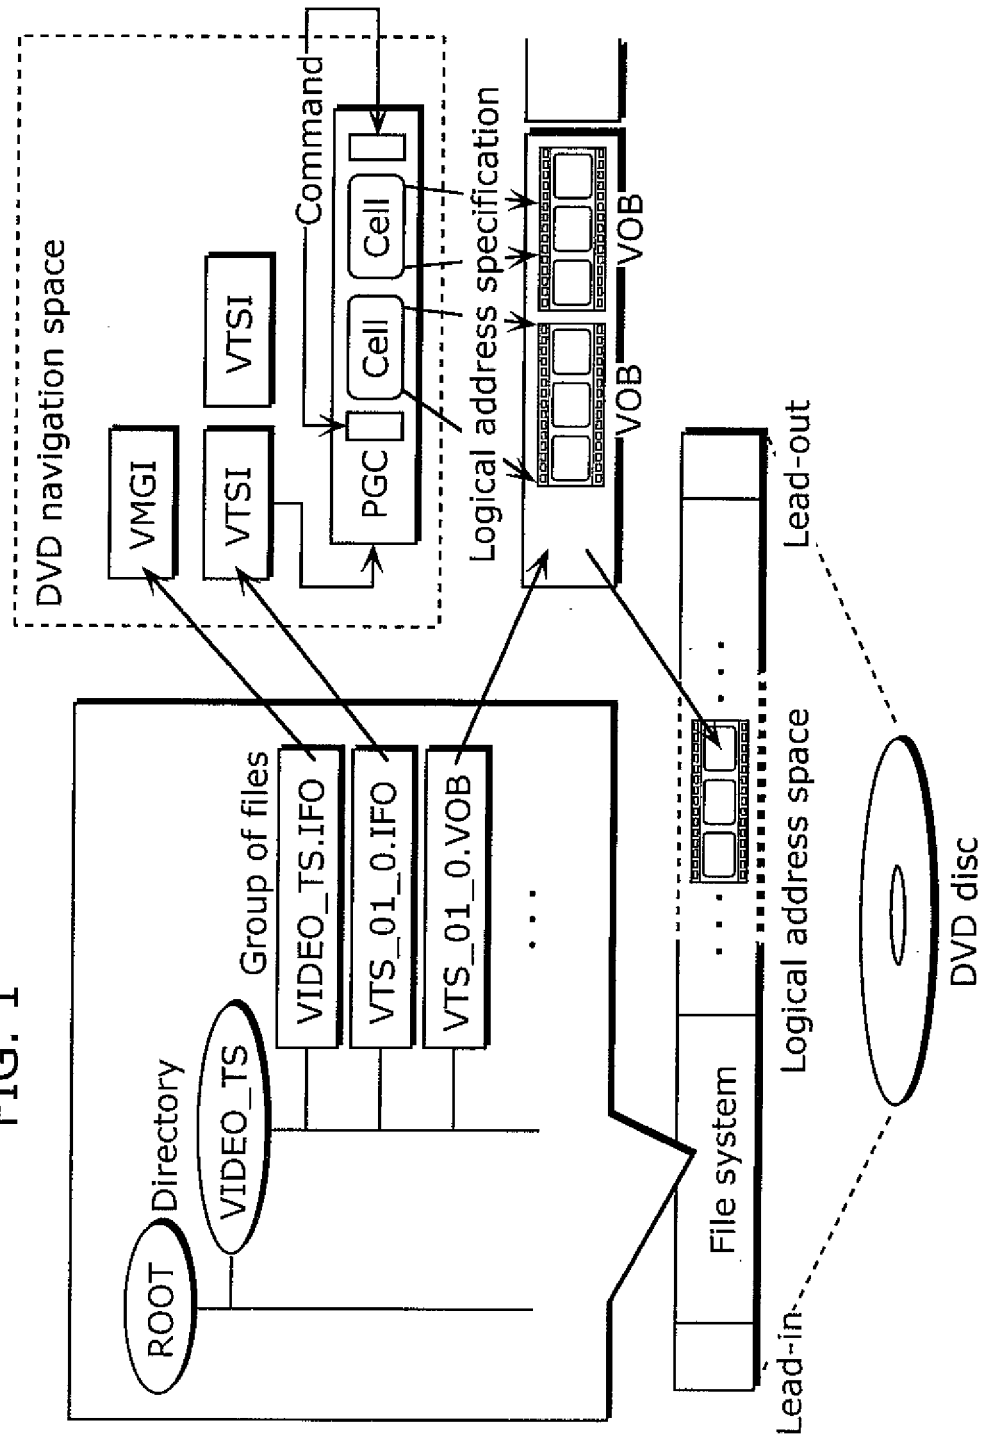 FIG. 1
DVD navigation space
VMGI
VTSI
VTSI
Command
PGC
Cell
Cell
Logical address specification
VOB
VOB
ROOT
Directory
VIDEO_TS
Group of files
VIDEO_TS.IFO
VTS_01_0.IFO
VTS_01_0.VOB
...
File system
...
...
Logical address space
Lead-in
Lead-out
DVD disc